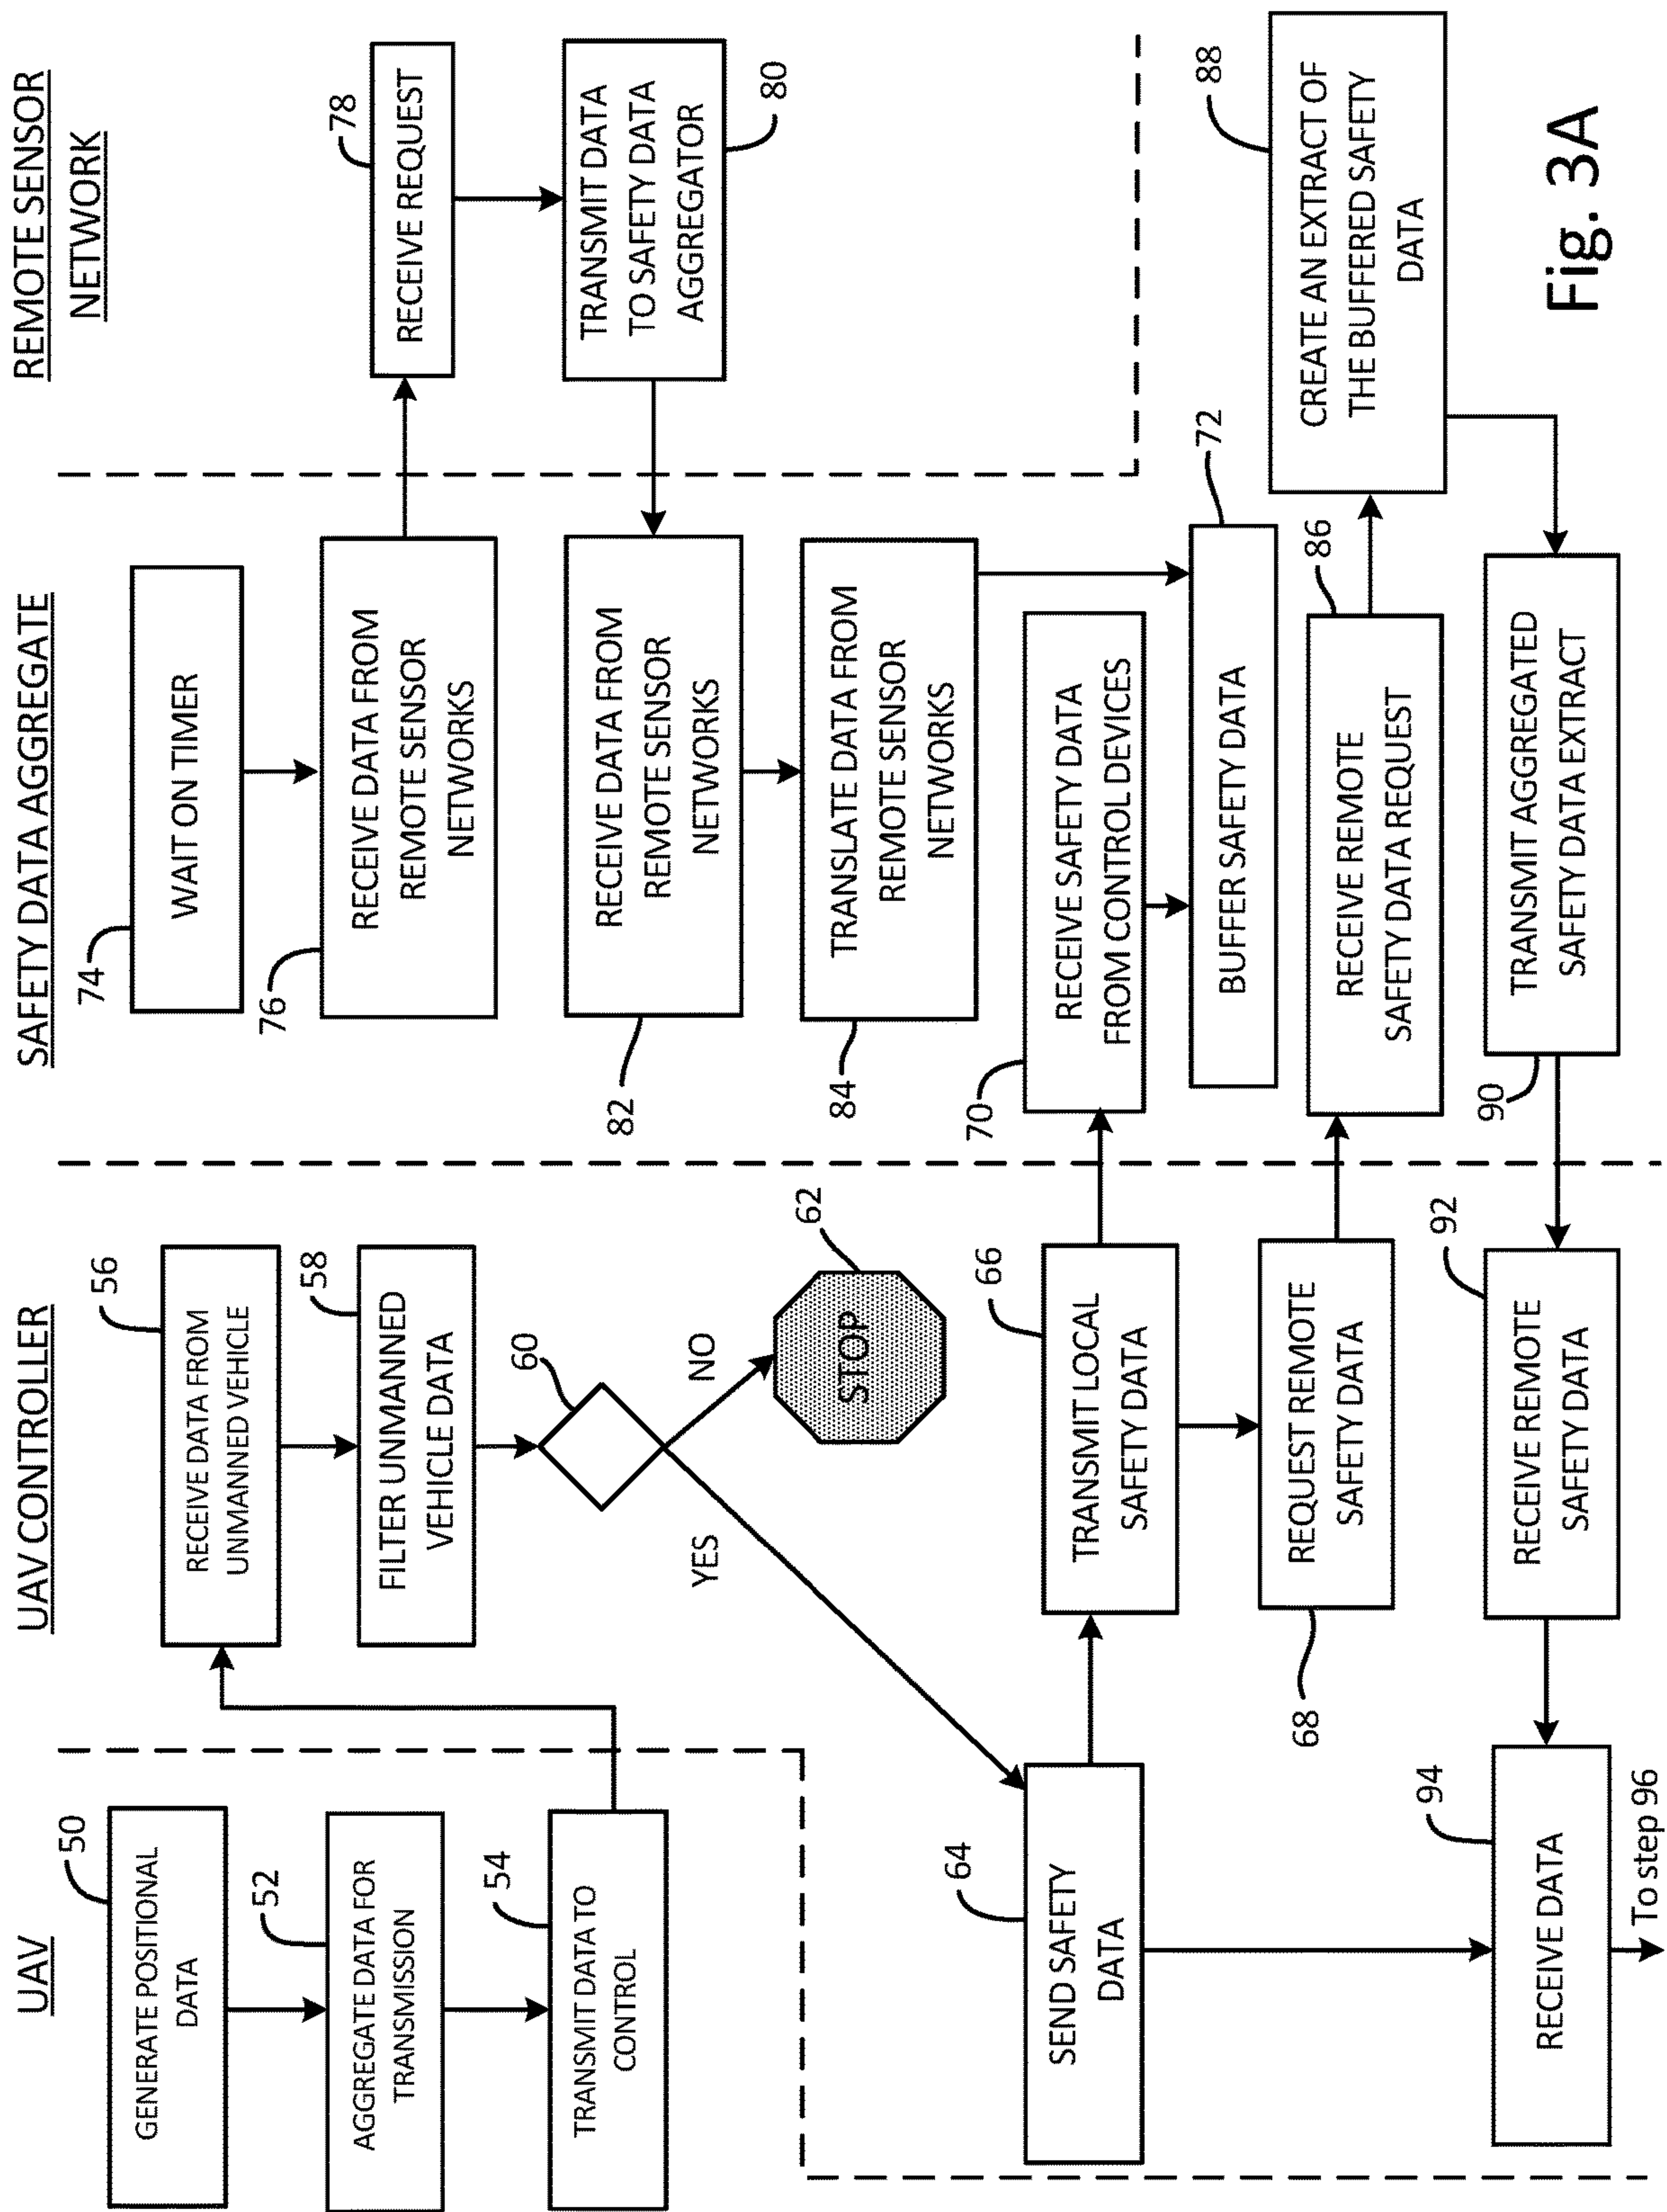 UAV
50
GENERATE POSITIONAL
DATA
52
AGGREGATE DATA FOR
TRANSMISSION
54
TRANSMIT DATA TO
CONTROL
UAV CONTROLLER
56
RECEIVE DATA FROM
UNMANNED VEHICLE
58
FILTER UNMANNED
VEHICLE DATA
60
NO
YES
62
STOP
64
SEND SAFETY
DATA
66
TRANSMIT LOCAL
SAFETY DATA
68
REQUEST REMOTE
SAFETY DATA
92
RECEIVE REMOTE
SAFETY DATA
94
RECEIVE DATA
To step 96
SAFETY DATA AGGREGATE
74
WAIT ON TIMER
76
RECEIVE DATA FROM
REMOTE SENSOR
NETWORKS
82
RECEIVE DATA FROM
REMOTE SENSOR
NETWORKS
84
TRANSLATE DATA FROM
REMOTE SENSOR
NETWORKS
70
RECEIVE SAFETY DATA
FROM CONTROL DEVICES
72
BUFFER SAFETY DATA
86
RECEIVE REMOTE
SAFETY DATA REQUEST
88
CREATE AN EXTRACT OF
THE BUFFERED SAFETY
DATA
90
TRANSMIT AGGREGATED
SAFETY DATA EXTRACT
REMOTE SENSOR
NETWORK
78
RECEIVE REQUEST
80
TRANSMIT DATA
TO SAFETY DATA
AGGREGATOR
Fig. 3A